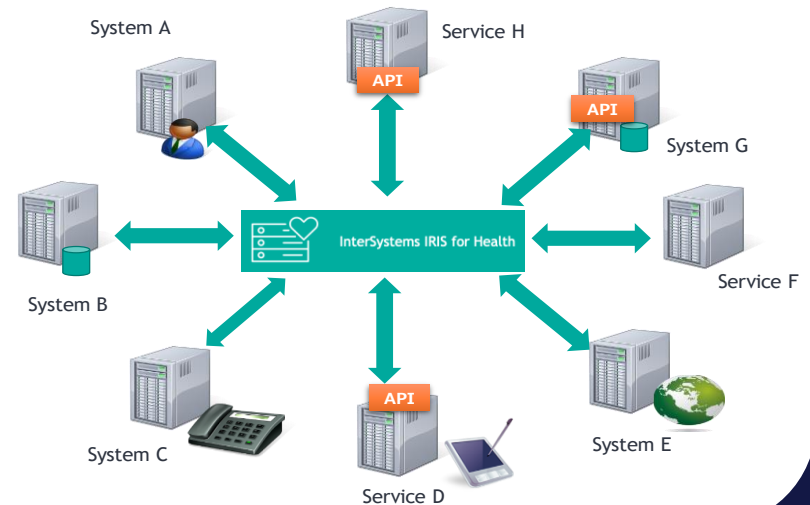 System A
Service H
API
API
System G
System B
InterSystems IRIS for Health
Service F
System C
API
Service D
System E